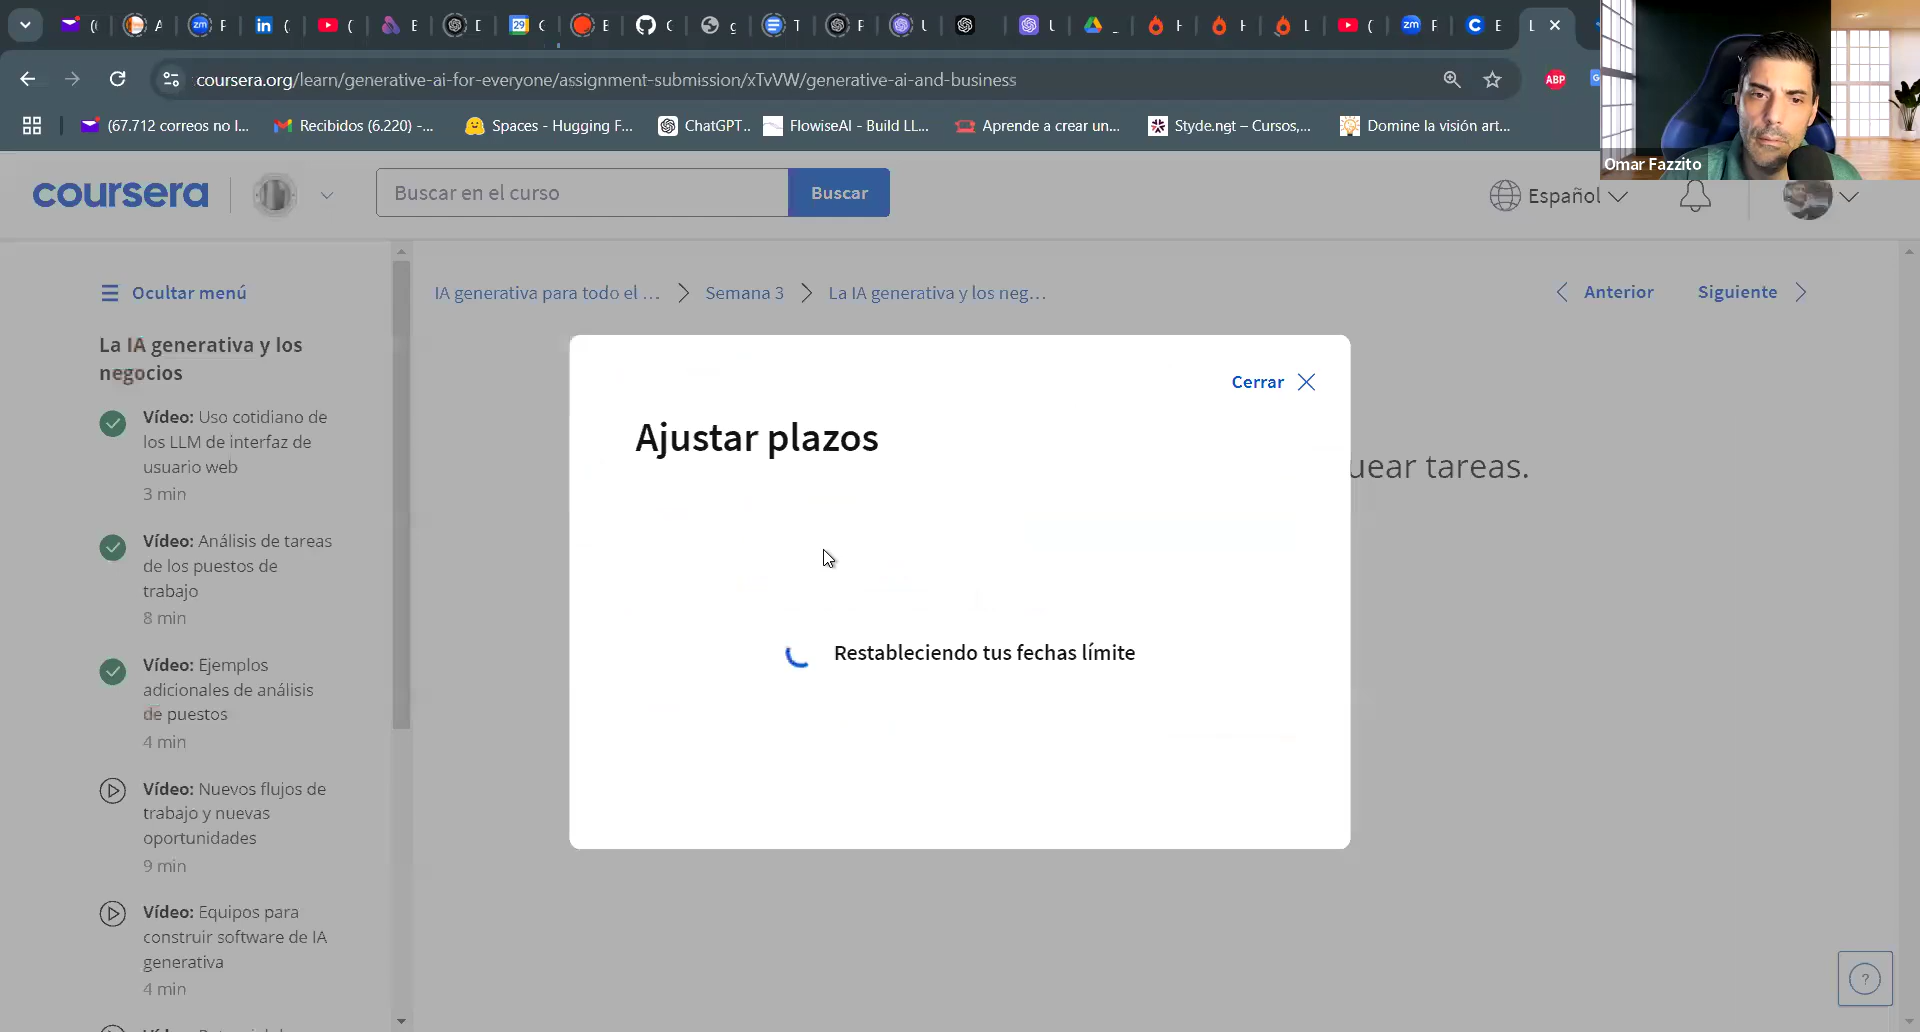 coursera.org/learn/generative-ai-for-everyone/assignment-submission/xTvVW/generative-ai-and-business
(67.712 correos no l...
Recibidos (6.220) -...
Spaces - Hugging F...
ChatGPT...
FlowiseAI - Build LL...
Aprende a crear un...
Styde.net – Cursos,...
Domine la visión art...
ABP
Omar Fazzito
coursera
Buscar en el curso
Buscar
Español
Ocultar menú
La IA generativa y los
negocios
Vídeo: Uso cotidiano de
los LLM de interfaz de
usuario web
3 min
Vídeo: Análisis de tareas
de los puestos de
trabajo
8 min
Vídeo: Ejemplos
adicionales de análisis
de puestos
4 min
Vídeo: Nuevos flujos de
trabajo y nuevas
oportunidades
9 min
Vídeo: Equipos para
construir software de IA
generativa
4 min
IA generativa para todo el ...
Semana 3
La IA generativa y los neg...
Anterior
Siguiente
Cerrar
Ajustar plazos
uear tareas.
Restableciendo tus fechas límite
?